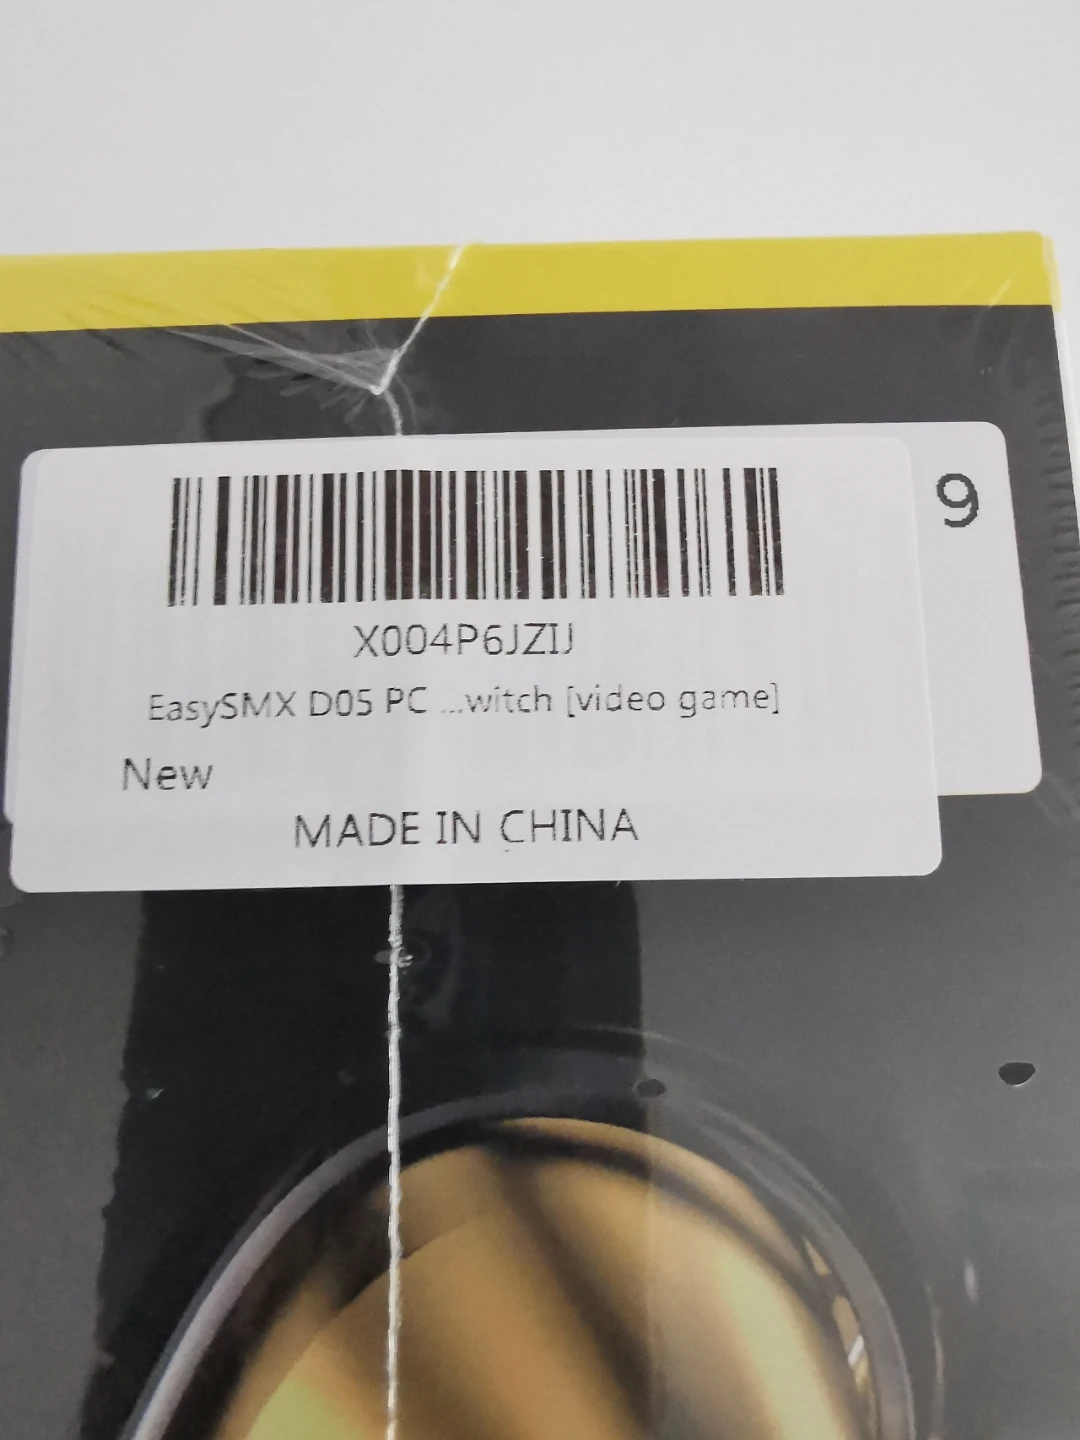 X004P6JZIJ
EasySMX D05 PC ...witch [video game]
New
MADE IN CHINA
9